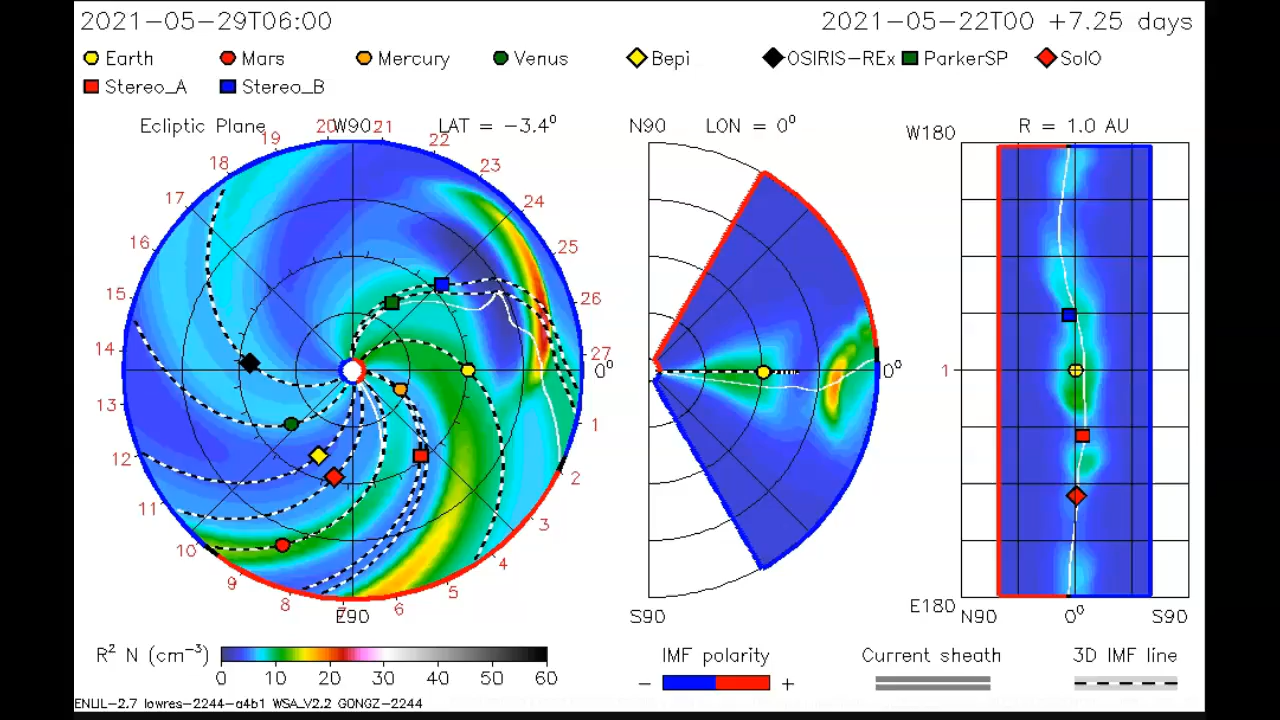 2021-05-29T06:00 2021-05-22T00 +7.25 days
Earth Mars Mercury Venus Bepi OSIRIS-REx ParkerSP SolO
Stereo_A Stereo_B
Ecliptic Plane W90 LAT = -3.4° N90 LON = 0° W180 R = 1.0 AU
19 20 21 22
18 23
17 24
16 25
15 26
14 27 0° 0° 1
13 1
12 2
11 3
10 4
9 5
8 7 6
E90 S90 E180 N90 0° S90
R² N (cm⁻³) IMF polarity Current sheath 3D IMF line
0 10 20 30 40 50 60 - +
ENLIL-2.7 lowres-2244-a4b1 WSA_V2.2 GONGZ-2244